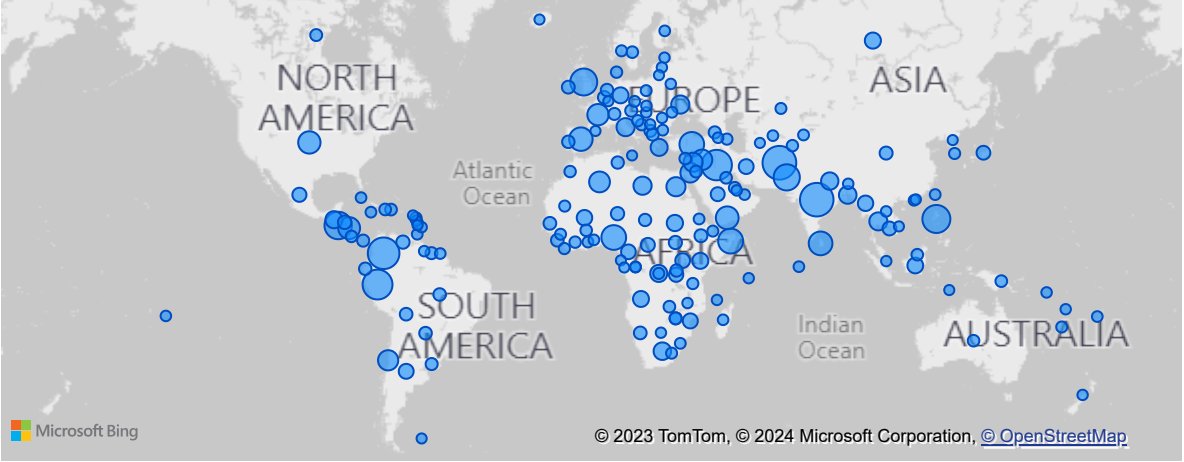 NORTH
AMERICA
EUROPE
ASIA
Atlantic
Ocean
AFRICA
SOUTH
AMERICA
Indian
Ocean
AUSTRALIA
Microsoft Bing
© 2023 TomTom, © 2024 Microsoft Corporation, © OpenStreetMap